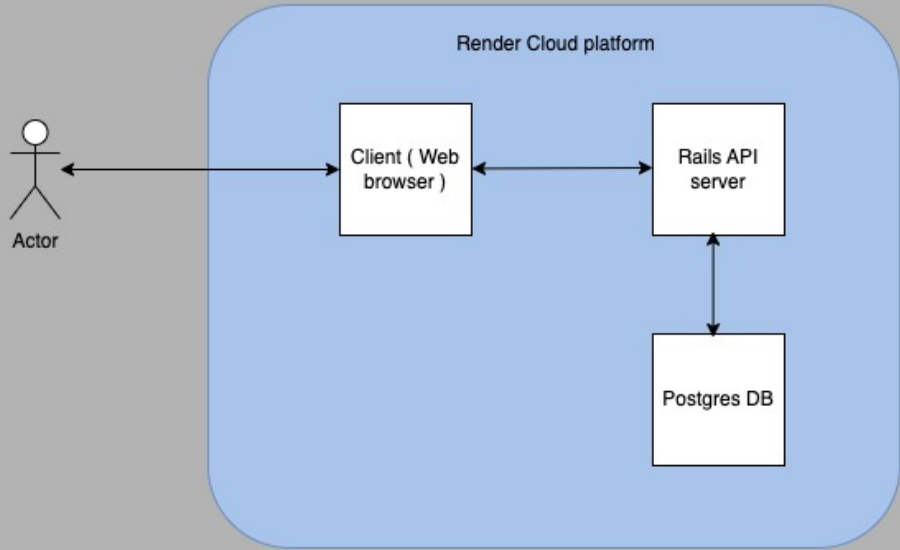 Render Cloud platform
Client ( Web
browser )
Rails API
server
Actor
Postgres DB